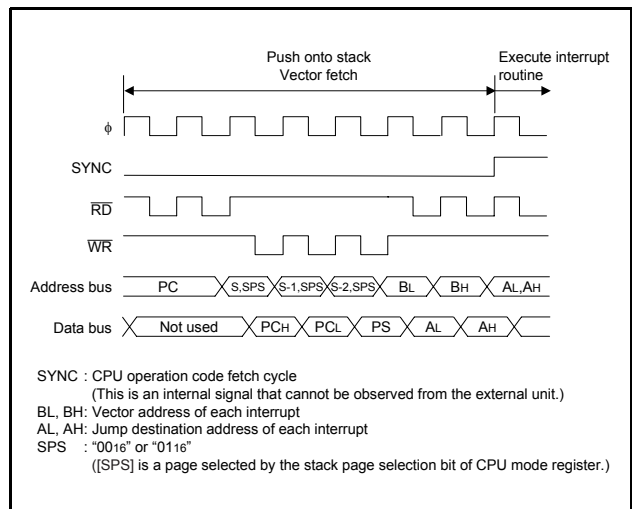 Push onto stack
Vector fetch
Execute interrupt
routine
ϕ
SYNC
RD
WR
Address bus PC S,SPS S-1,SPS S-2,SPS BL BH AL,AH
Data bus Not used PCH PCL PS AL AH
SYNC : CPU operation code fetch cycle
(This is an internal signal that cannot be observed from the external unit.)
BL, BH: Vector address of each interrupt
AL, AH: Jump destination address of each interrupt
SPS : “0016” or “0116”
([SPS] is a page selected by the stack page selection bit of CPU mode register.)